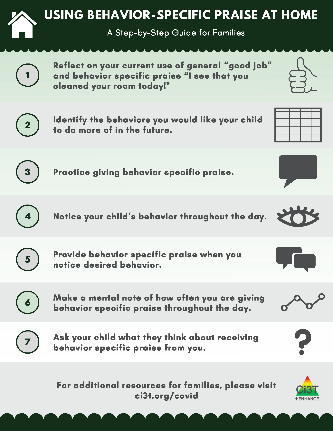 USING BEHAVIOR-SPECIFIC PRAISE AT HOME
A Step-by-Step Guide for Families
1
Reflect on your current use of general "good job"
and behavior specific praise "I see that you
cleaned your room today!"
2
Identify the behaviors you would like your child
to do more of in the future.
3
Practice giving behavior specific praise.
4
Notice your child's behavior throughout the day.
5
Provide behavior specific praise when you
notice desired behavior.
6
Make a mental note of how often you are giving
behavior specific praise throughout the day.
7
Ask your child what they think about receiving
behavior specific praise from you.
?
For additional resources for families, please visit
ci3t.org/covid
CI3T
ENHANCE